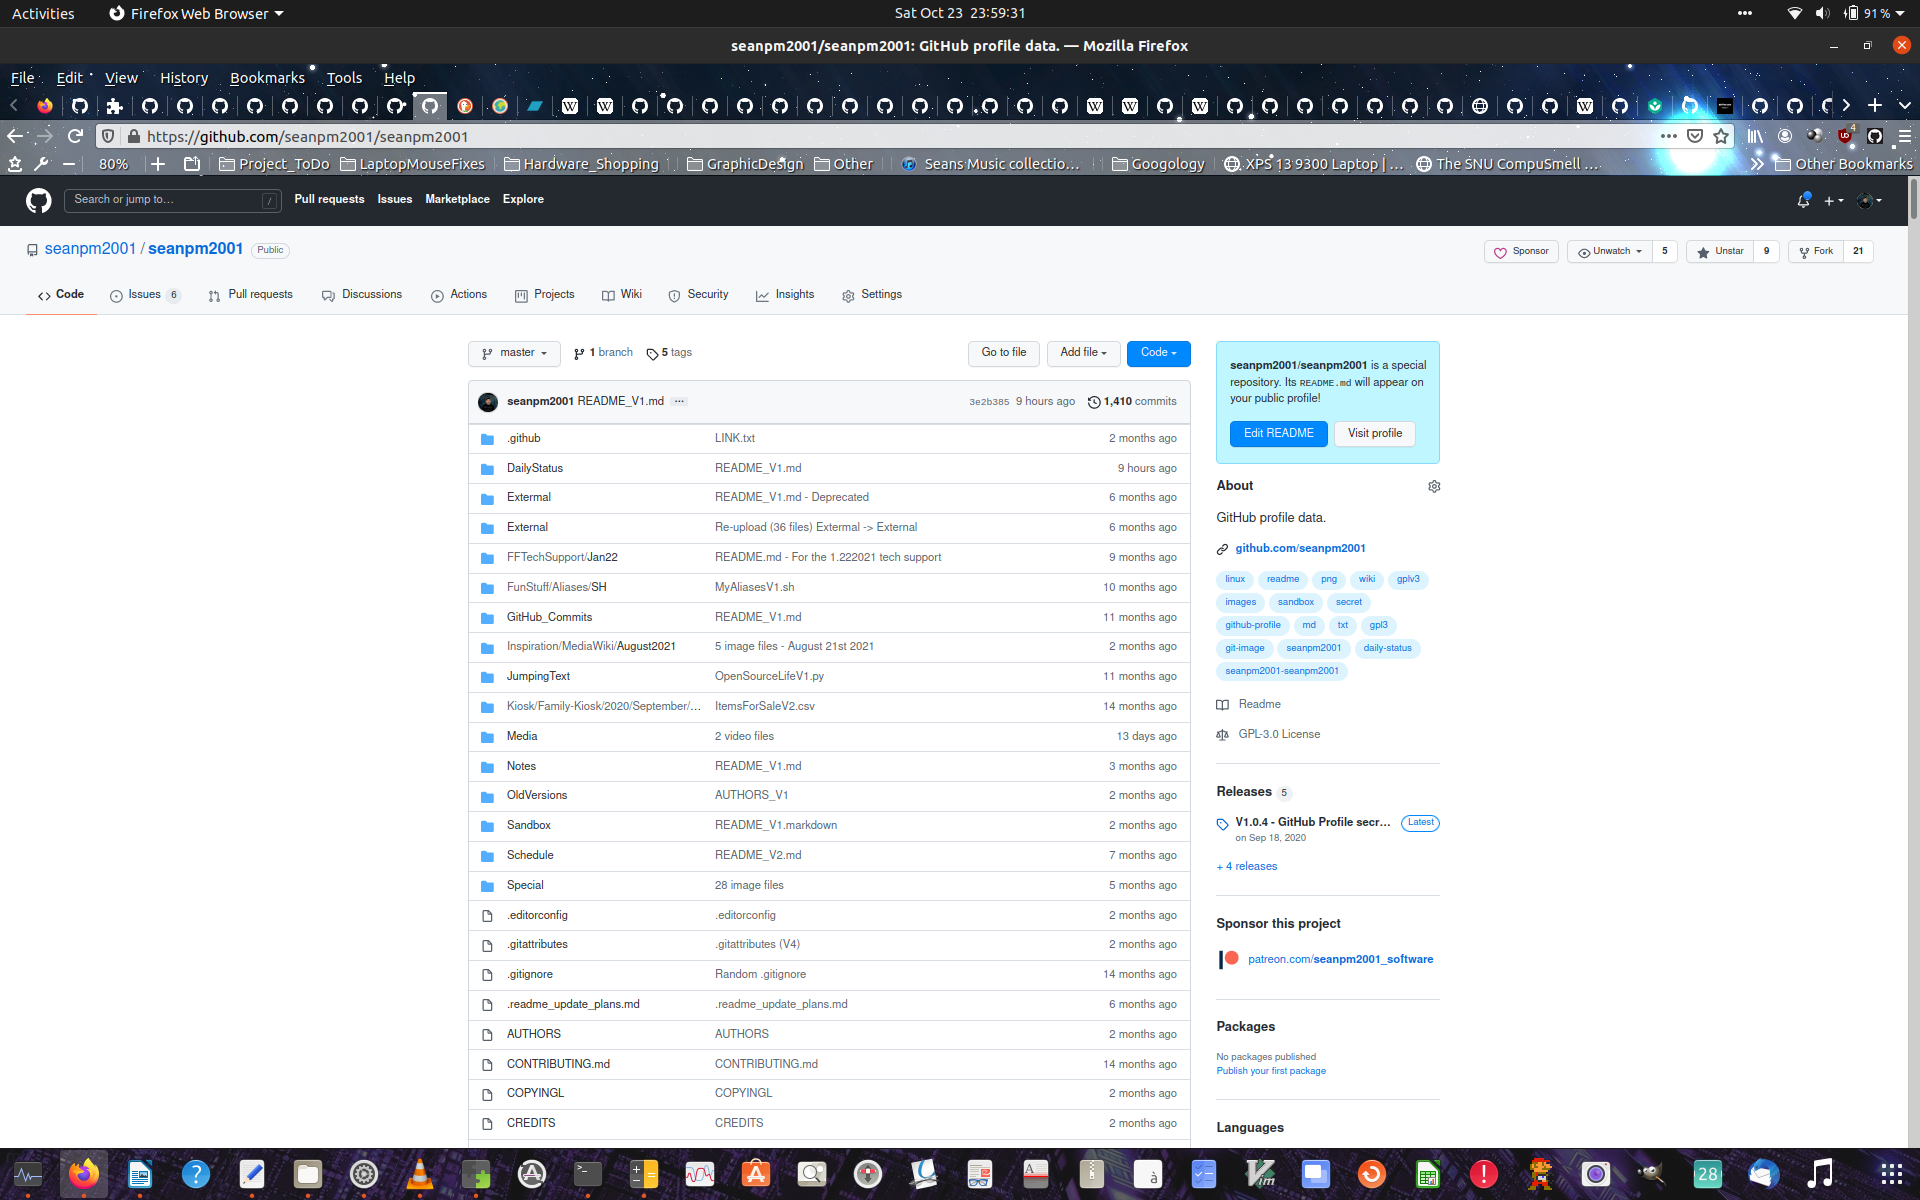 Activities Firefox Web Browser Sat Oct 23 23:59:31 91%
seanpm2001/seanpm2001: GitHub profile data. — Mozilla Firefox
File Edit View History Bookmarks Tools Help
https://github.com/seanpm2001/seanpm2001 4
80% Project_ToDo LaptopMouseFixes Hardware_Shopping GraphicDesign Other Seans Music collectio… Googology XPS 13 9300 Laptop | … The SNU CompuSmell … Other Bookmarks
Search or jump to… / Pull requests Issues Marketplace Explore
seanpm2001 / seanpm2001 Public Sponsor Unwatch 5 Unstar 9 Fork 21
Code Issues 6 Pull requests Discussions Actions Projects Wiki Security Insights Settings
master 1 branch 5 tags Go to file Add file Code
seanpm2001 README_V1.md ... 3e2b385 9 hours ago 1,410 commits
.github LINK.txt 2 months ago
DailyStatus README_V1.md 9 hours ago
Extermal README_V1.md - Deprecated 6 months ago
External Re-upload (36 files) Extermal -> External 6 months ago
FFTechSupport/Jan22 README.md - For the 1.222021 tech support 9 months ago
FunStuff/Aliases/SH MyAliasesV1.sh 10 months ago
GitHub_Commits README_V1.md 11 months ago
Inspiration/MediaWiki/August2021 5 image files - August 21st 2021 2 months ago
JumpingText OpenSourceLifeV1.py 11 months ago
Kiosk/Family-Kiosk/2020/September/… ItemsForSaleV2.csv 14 months ago
Media 2 video files 13 days ago
Notes README_V1.md 3 months ago
OldVersions AUTHORS_V1 2 months ago
Sandbox README_V1.markdown 2 months ago
Schedule README_V2.md 7 months ago
Special 28 image files 5 months ago
.editorconfig .editorconfig 2 months ago
.gitattributes .gitattributes (V4) 2 months ago
.gitignore Random .gitignore 14 months ago
.readme_update_plans.md .readme_update_plans.md 6 months ago
AUTHORS AUTHORS 2 months ago
CONTRIBUTING.md CONTRIBUTING.md 14 months ago
COPYINGL COPYINGL 2 months ago
CREDITS CREDITS 2 months ago
seanpm2001/seanpm2001 is a special
repository. Its README.md will appear on
your public profile!
Edit README Visit profile
About
GitHub profile data.
github.com/seanpm2001
linux readme png wiki gplv3
images sandbox secret
github-profile md txt gpl3
git-image seanpm2001 daily-status
seanpm2001-seanpm2001
Readme
GPL-3.0 License
Releases 5
V1.0.4 - GitHub Profile secr... Latest
on Sep 18, 2020
+ 4 releases
Sponsor this project
patreon.com/seanpm2001_software
Packages
No packages published
Publish your first package
Languages
28